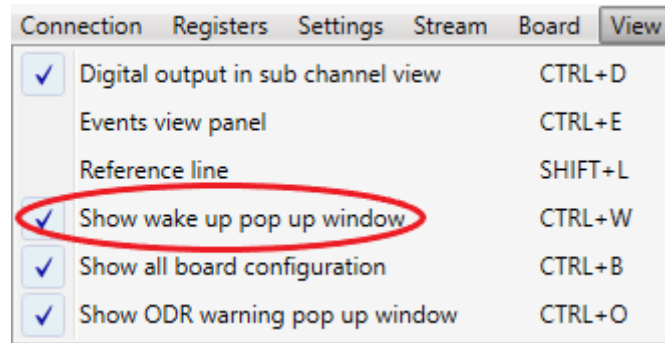 Connection Registers Settings Stream Board View
Digital output in sub channel view CTRL+D
Events view panel CTRL+E
Reference line SHIFT+L
Show wake up pop up window CTRL+W
Show all board configuration CTRL+B
Show ODR warning pop up window CTRL+O